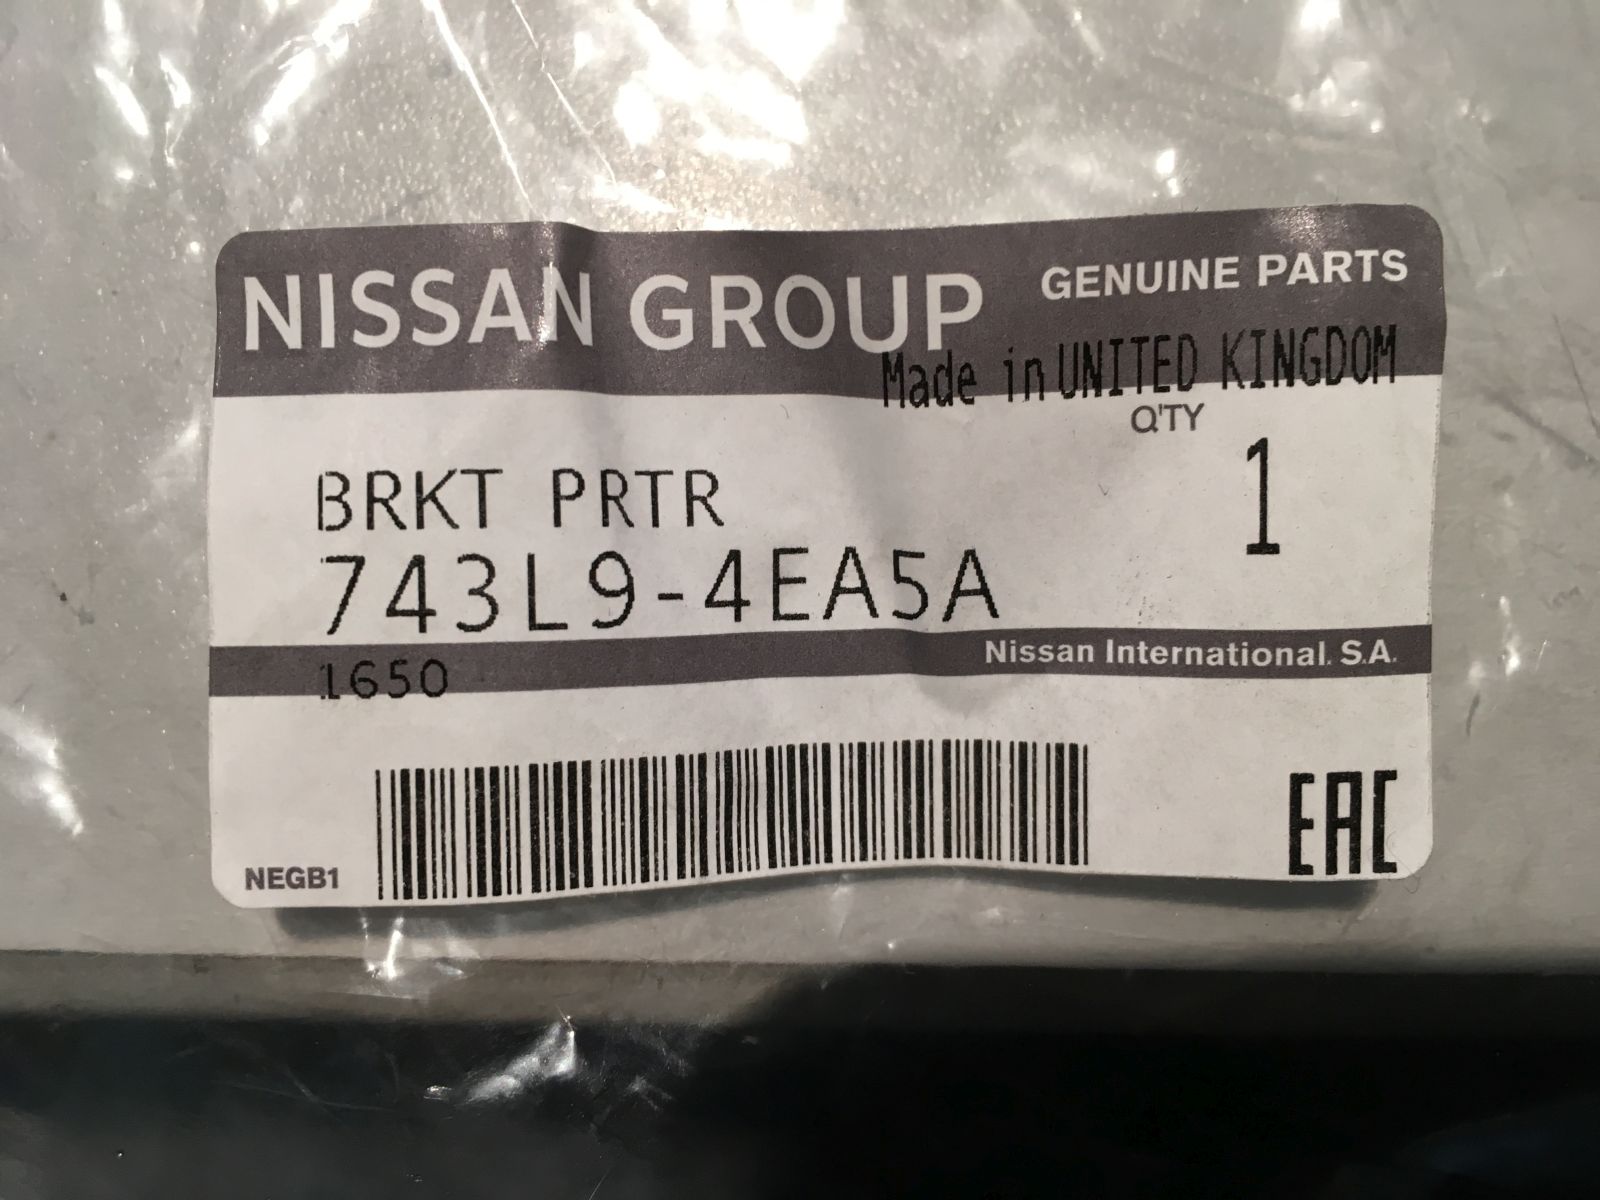 NISSAN GROUP
GENUINE PARTS
Made in UNITED KINGDOM
Q'TY
1
BRKT PRTR
743L9-4EA5A
Nissan International. S.A.
1650
NEGB1
EAC